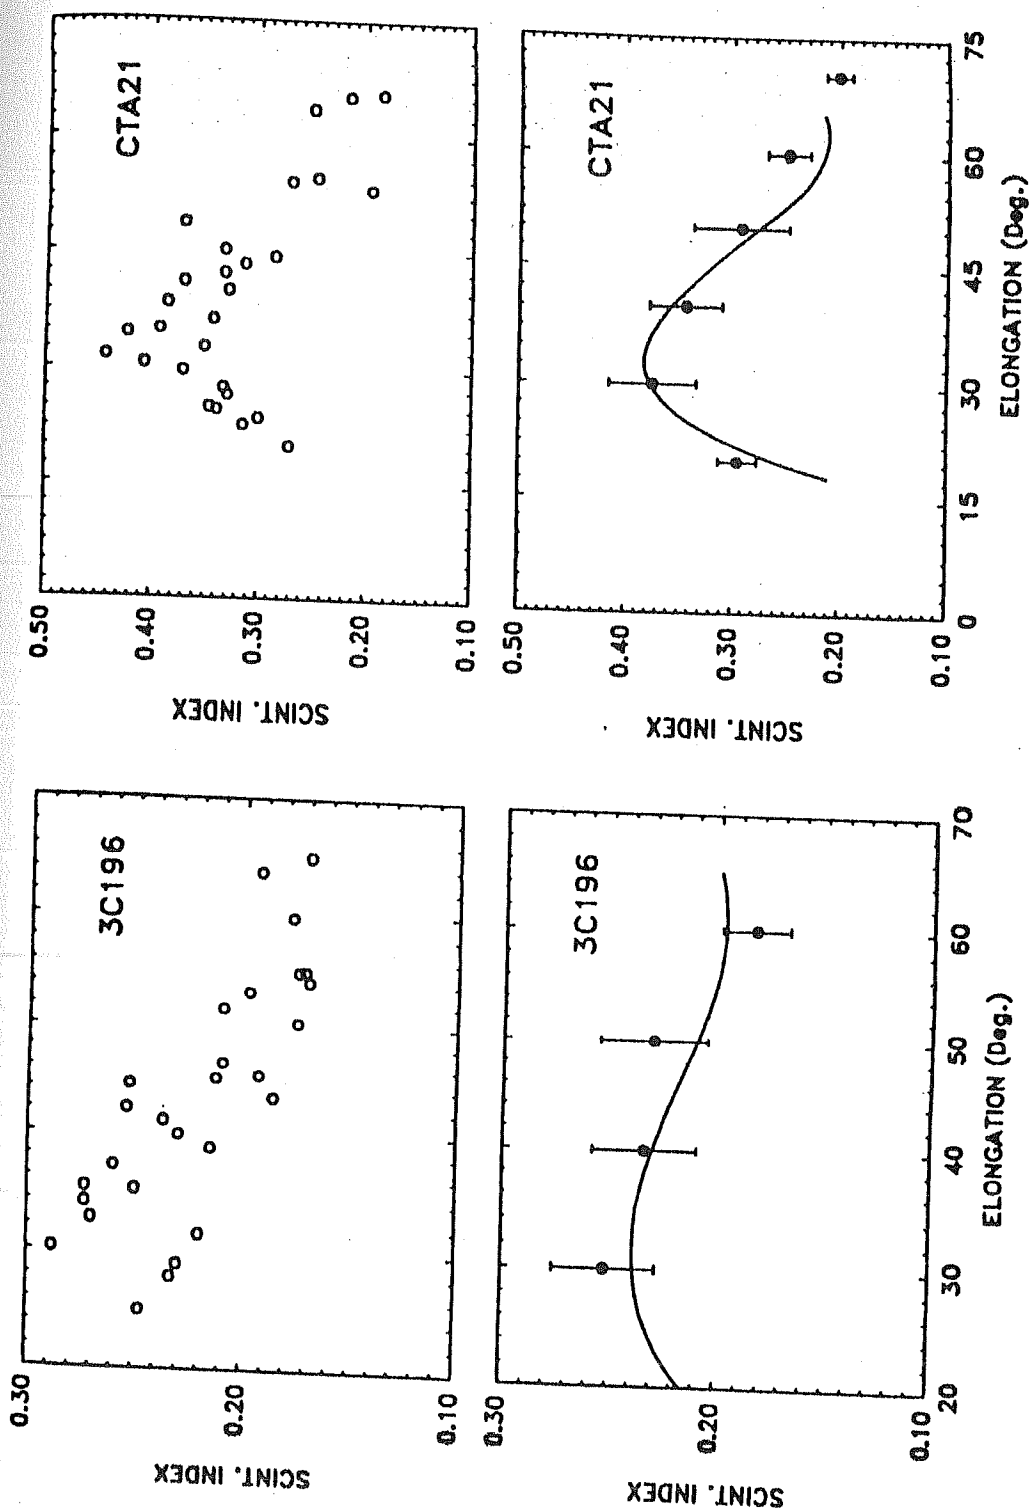 3C196
0.30
0.20
0.10
SCINT. INDEX
3C196
0.30
0.20
0.10
SCINT. INDEX
20
30
40
50
60
70
ELONGATION (Deg.)
CTA21
0.50
0.40
0.30
0.20
0.10
SCINT. INDEX
CTA21
0.50
0.40
0.30
0.20
0.10
SCINT. INDEX
0
15
30
45
60
75
ELONGATION (Deg.)